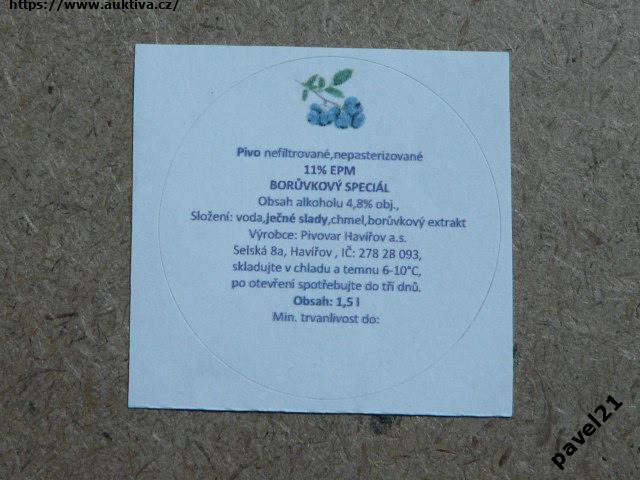 https://www.auktiva.cz/
Pivo nefiltrované,nepasterizované
11% EPM
BORŮVKOVÝ SPECIÁL
Obsah alkoholu 4,8% obj.,
Složení: voda,ječné slady,chmel,borůvkový extrakt
Výrobce: Pivovar Havířov a.s.
Selská 8a, Havířov , IČ: 278 28 093,
skladujte v chladu a temnu 6-10°C,
po otevření spotřebujte do tří dnů.
Obsah: 1,5 l
Min. trvanlivost do:
pavel21